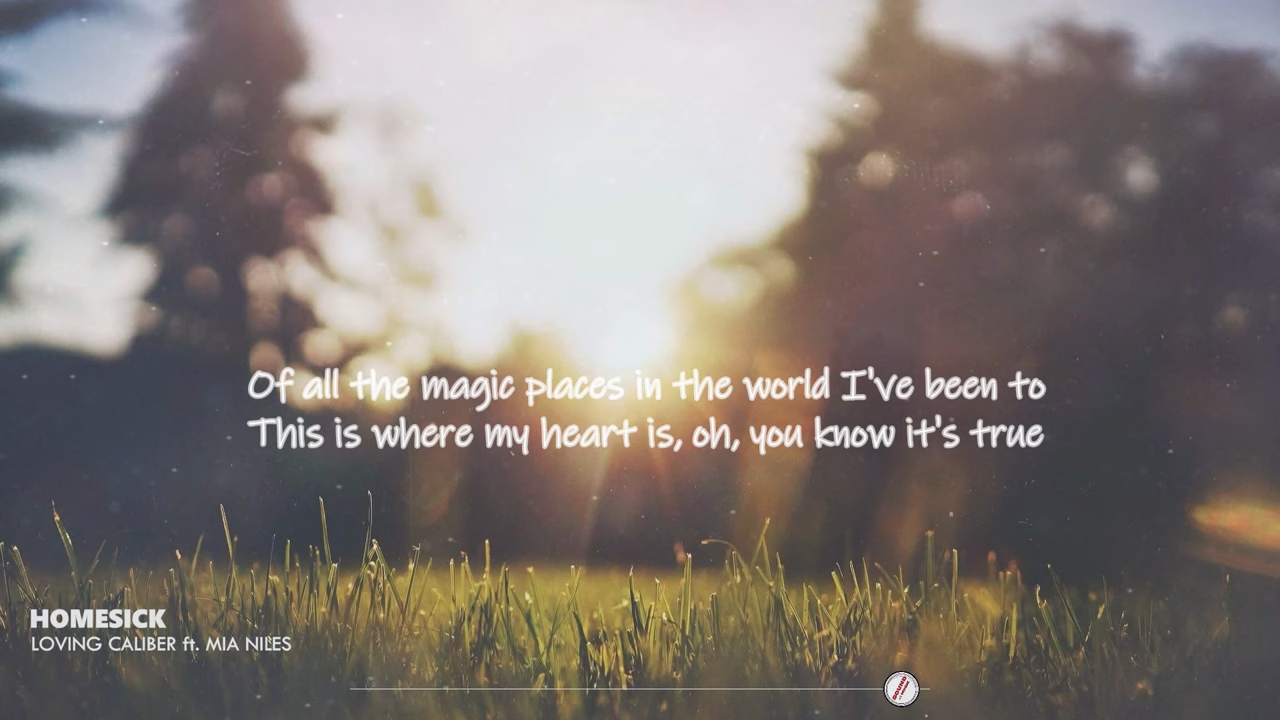 Of all the magic places in the world I've been to
This is where my heart is, oh, you know it's true
HOMESICK
LOVING CALIBER ft. MIA NILES
SOUND